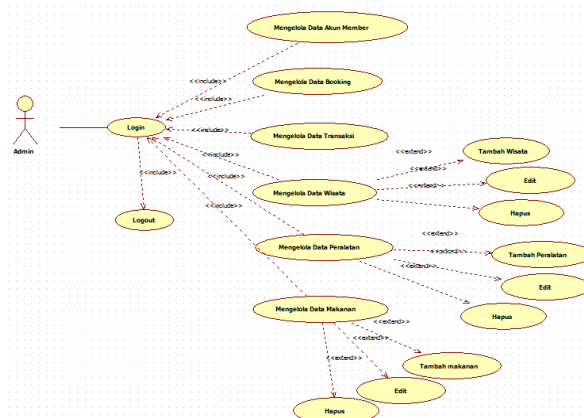 Mengelola Data Akun Member
<<include>>
Mengelola Data Booking
<<include>>
Admin
Login
<<include>>
Mengelola Data Transaksi
<<include>>
<<extend>>
Tambah Wisata
<<extend>>
Edit
<<include>>
Mengelola Data Wisata
<<extend>>
Hapus
<<include>>
<<include>>
Logout
<<extend>>
Mengelola Data Peralatan
<<extend>>
Tambah Peralatan
<<extend>>
Edit
<<extend>>
Mengelola Data Makanan
Hapus
<<extend>>
<<extend>>
<<extend>>
Tambah makanan
Edit
Hapus